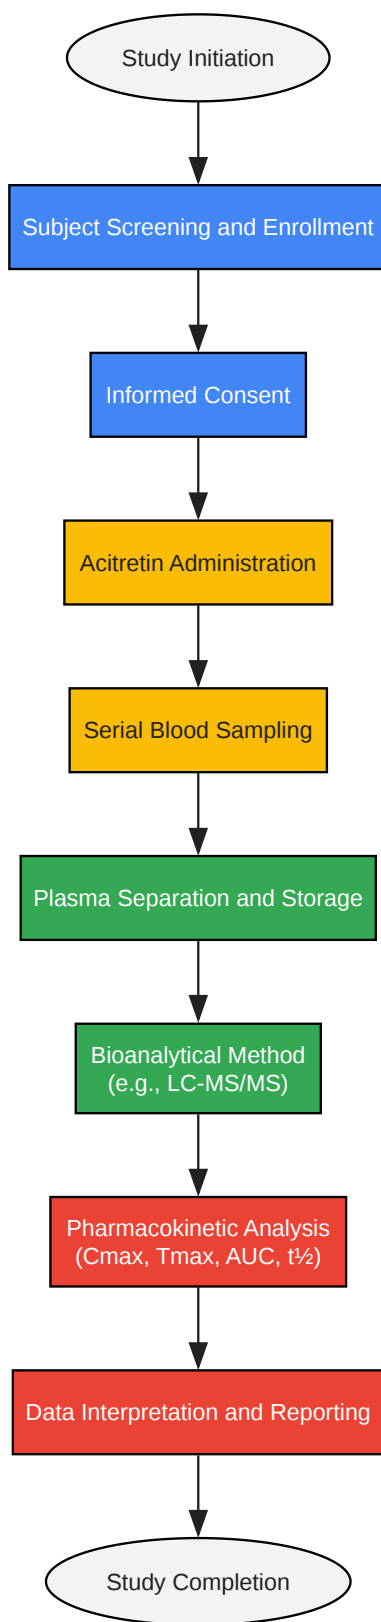 Study Initiation
Subject Screening and Enrollment
Informed Consent
Acitretin Administration
Serial Blood Sampling
Plasma Separation and Storage
Bioanalytical Method
(e.g., LC-MS/MS)
Pharmacokinetic Analysis
(Cmax, Tmax, AUC, t½)
Data Interpretation and Reporting
Study Completion